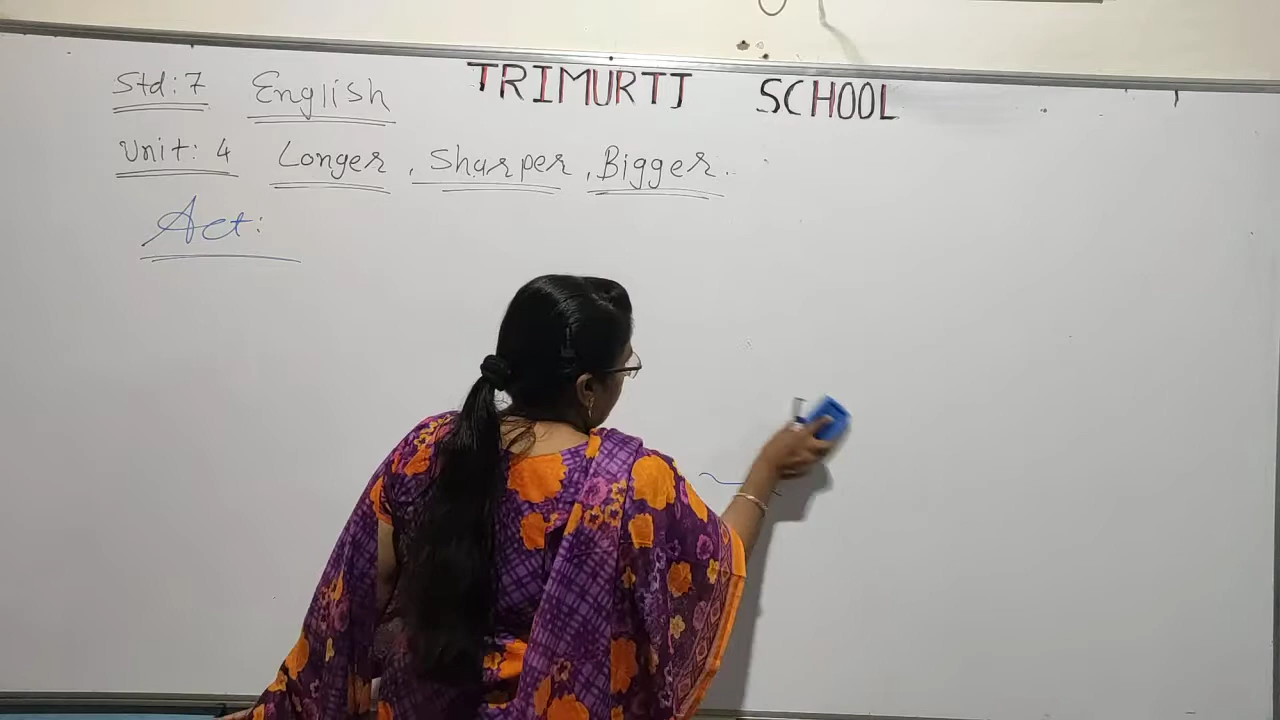 TRIMURTI SCHOOL
Std: 7 English
Unit: 4 Longer, Sharper, Bigger..
Act: